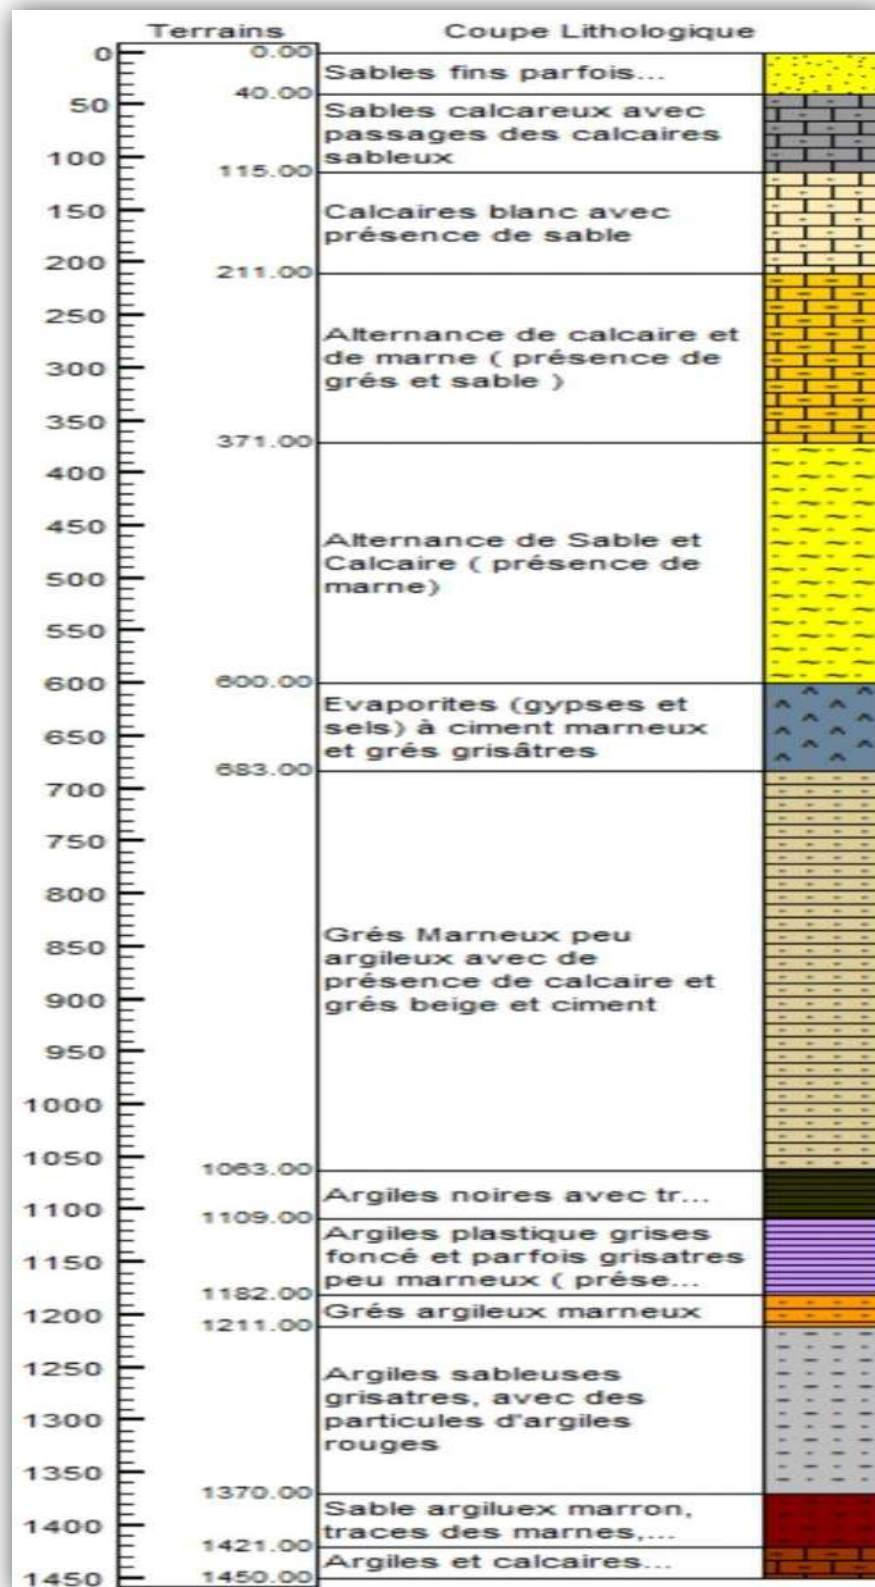 Terrains
Coupe Lithologique
0
0.00
Sables fins parfois...
40.00
50
Sables calcareux avec
passages des calcaires
sableux
100
115.00
150
Calcaires blanc avec
présence de sable
200
211.00
250
Alternance de calcaire et
de marne ( présence de
grés et sable )
300
350
371.00
400
450
Alternance de Sable et
Calcaire ( présence de
marne)
500
550
600
600.00
Evaporites (gypses et
sels) à ciment marneux
et grés grisâtres
650
683.00
700
750
800
850
Grés Marneux peu
argileux avec de
présence de calcaire et
grés beige et ciment
900
950
1000
1050
1063.00
Argiles noires avec tr...
1100
1109.00
Argiles plastique grises
foncé et parfois grisatres
peu marneux ( prése...
1150
1182.00
1200
Grés argileux marneux
1211.00
1250
Argiles sableuses
grisatres, avec des
particules d'argiles
rouges
1300
1350
1370.00
Sable argiluex marron,
traces des marnes,...
1400
1421.00
Argiles et calcaires...
1450
1450.00